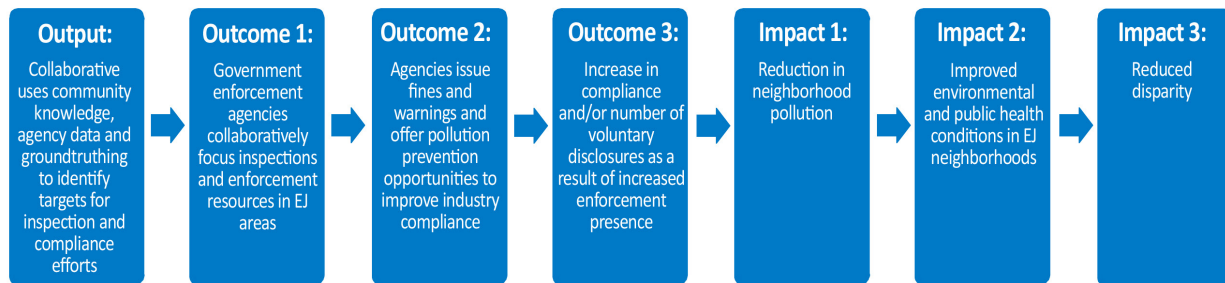 Output:
Collaborative
uses community
knowledge,
agency data and
groundtruthing
to identify
targets for
inspection and
compliance
efforts
Outcome 1:
Government
enforcement
agencies
collaboratively
focus inspections
and enforcement
resources in EJ
areas
Outcome 2:
Agencies issue
fines and
warnings and
offer pollution
prevention
opportunities to
improve industry
compliance
Outcome 3:
Increase in
compliance
and/or number of
voluntary
disclosures as a
result of increased
enforcement
presence
Impact 1:
Reduction in
neighborhood
pollution
Impact 2:
Improved
environmental
and public health
conditions in EJ
neighborhoods
Impact 3:
Reduced
disparity